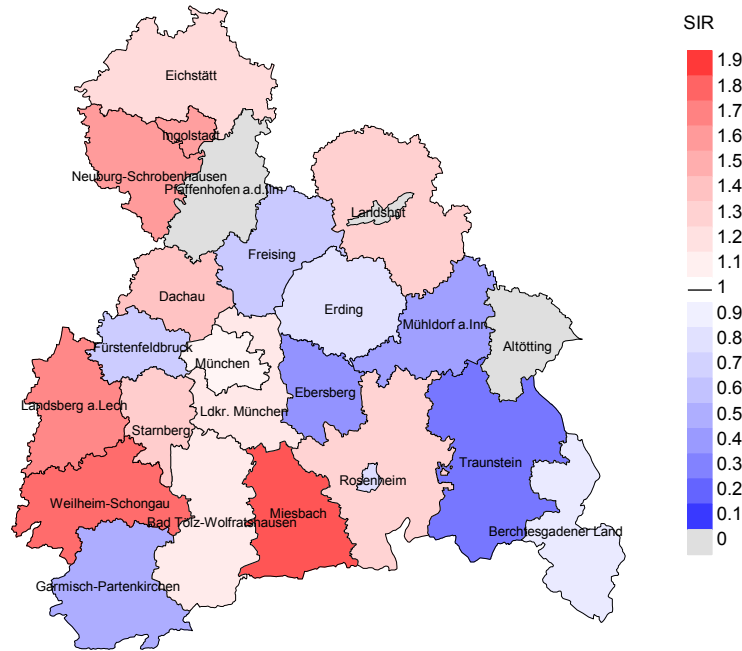 SIR
1.9
1.8
1.7
1.6
1.5
1.4
1.3
1.2
1.1
1
0.9
0.8
0.7
0.6
0.5
0.4
0.3
0.2
0.1
0
Eichstätt
Ingolstadt
Neuburg-Schrobenhausen
Pfaffenhofen a.d.Ilm
Landshut
Freising
Dachau
Erding
Mühldorf a.Inn
Fürstenfeldbruck
Altötting
München
Ebersberg
Landsberg a.Lech
Ldkr. München
Starnberg
Traunstein
Rosenheim
Weilheim-Schongau
Miesbach
Bad Tölz-Wolfratshausen
Berchtesgadener Land
Garmisch-Partenkirchen